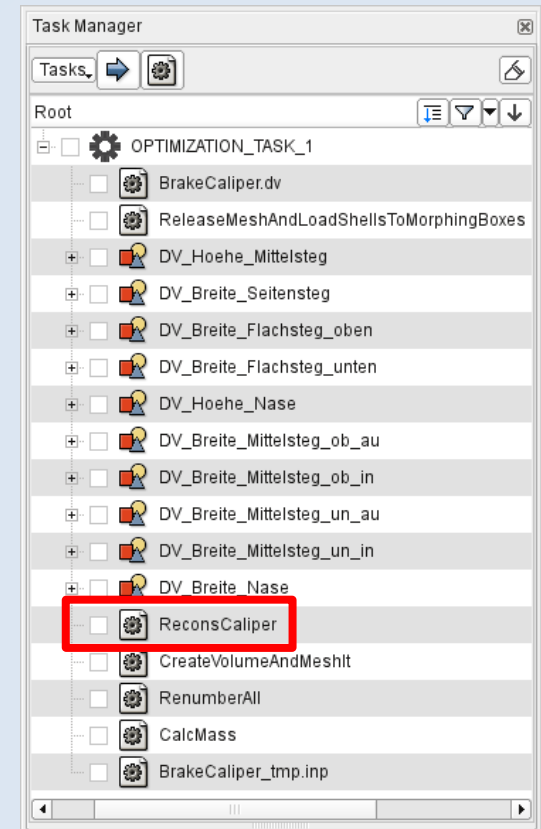 Task Manager
Tasks
Root
OPTIMIZATION_TASK_1
BrakeCaliper.dv
ReleaseMeshAndLoadShellsToMorphingBoxes
DV_Hoehe_Mittelsteg
DV_Breite_Seitensteg
DV_Breite_Flachsteg_oben
DV_Breite_Flachsteg_unten
DV_Hoehe_Nase
DV_Breite_Mittelsteg_ob_au
DV_Breite_Mittelsteg_ob_in
DV_Breite_Mittelsteg_un_au
DV_Breite_Mittelsteg_un_in
DV_Breite_Nase
ReconsCaliper
CreateVolumeAndMeshIt
RenumberAll
CalcMass
BrakeCaliper_tmp.inp